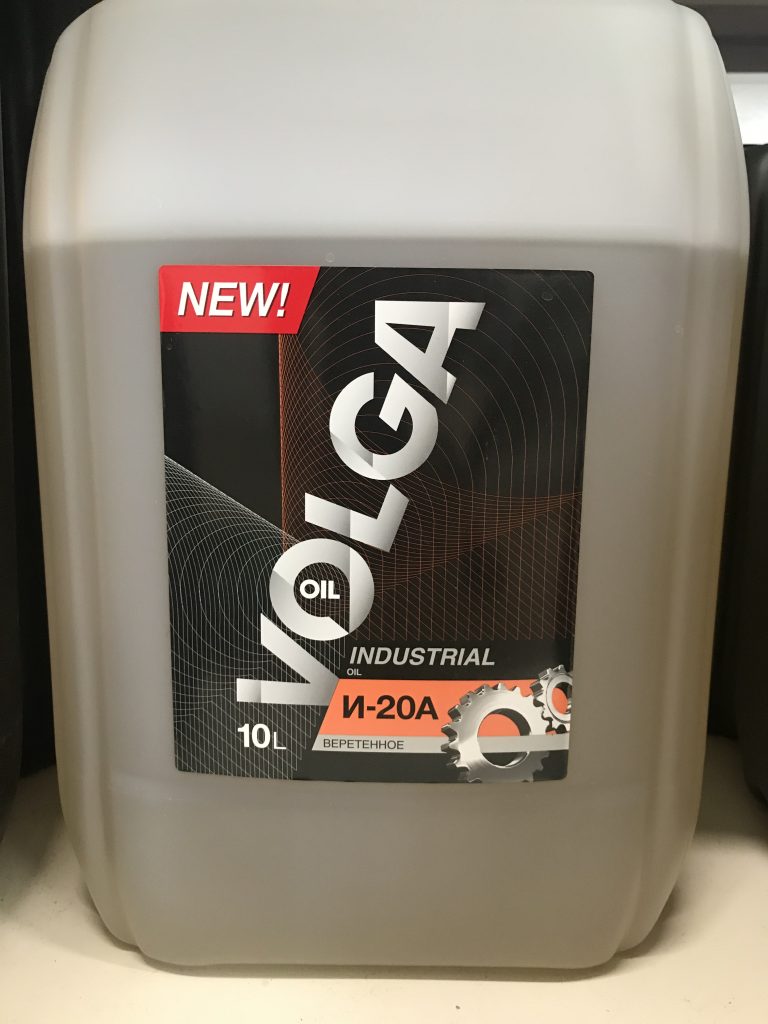 NEW!
VOLGA
OIL
INDUSTRIAL
OIL
И-20А
10L
ВЕРЕТЕННОЕ